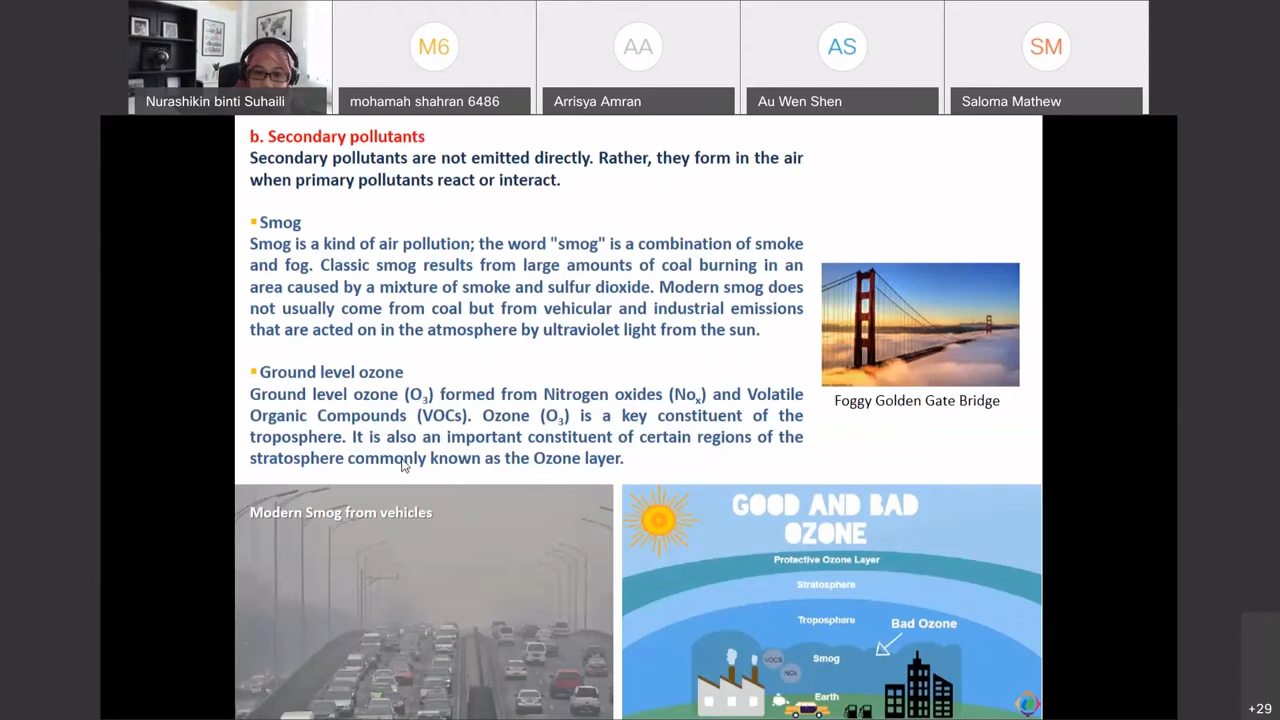 M6
AA
AS
SM
Nurashikin binti Suhaili
mohamah shahran 6486
Arrisya Amran
Au Wen Shen
Saloma Mathew
b. Secondary pollutants
Secondary pollutants are not emitted directly. Rather, they form in the air
when primary pollutants react or interact.
Smog
Smog is a kind of air pollution; the word "smog" is a combination of smoke
and fog. Classic smog results from large amounts of coal burning in an
area caused by a mixture of smoke and sulfur dioxide. Modern smog does
not usually come from coal but from vehicular and industrial emissions
that are acted on in the atmosphere by ultraviolet light from the sun.
Ground level ozone
Ground level ozone (O3) formed from Nitrogen oxides (Nox) and Volatile
Organic Compounds (VOCs). Ozone (O3) is a key constituent of the
troposphere. It is also an important constituent of certain regions of the
stratosphere commonly known as the Ozone layer.
Foggy Golden Gate Bridge
Modern Smog from vehicles
GOOD AND BAD
OZONE
Protective Ozone Layer
Stratosphere
Troposphere
Bad Ozone
VOCS
Smog
NOx
Earth
+29